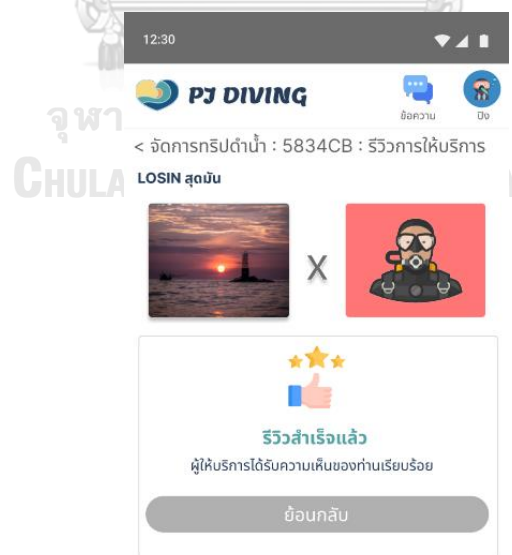 12:30
PJ DIVING
ข้อความ
ปิง
< จัดการทริปดำน้ำ : 5834CB : รีวิวการให้บริการ
LOSIN สุดมัน
X
รีวิวสำเร็จแล้ว
ผู้ให้บริการได้รับความเห็นของท่านเรียบร้อย
ย้อนกลับ
จุฬา
CHULA